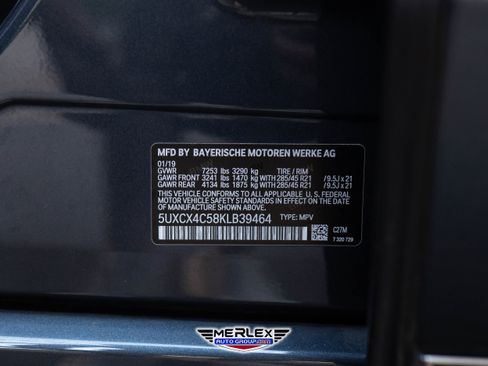 MFD BY BAYERISCHE MOTOREN WERKE AG
01/19
GVWR 7253 lbs 3290 kg TIRE / RIM
GAWR FRONT 3241 lbs 1470 kg WITH 285/45 R21 /9.5J x 21
GAWR REAR 4134 lbs 1875 kg WITH 285/45 R21 /9.5J x 21
THIS VEHICLE CONFORMS TO ALL APPLICABLE U. S. FEDERAL
MOTOR VEHICLE SAFETY STANDARDS IN EFFECT
ON THE DATE OF MANUFACTURE SHOWN ABOVE.
5UXCX4C58KLB39464 TYPE: MPV
C27M
7 320 729
MERLEX
AUTO GROUP